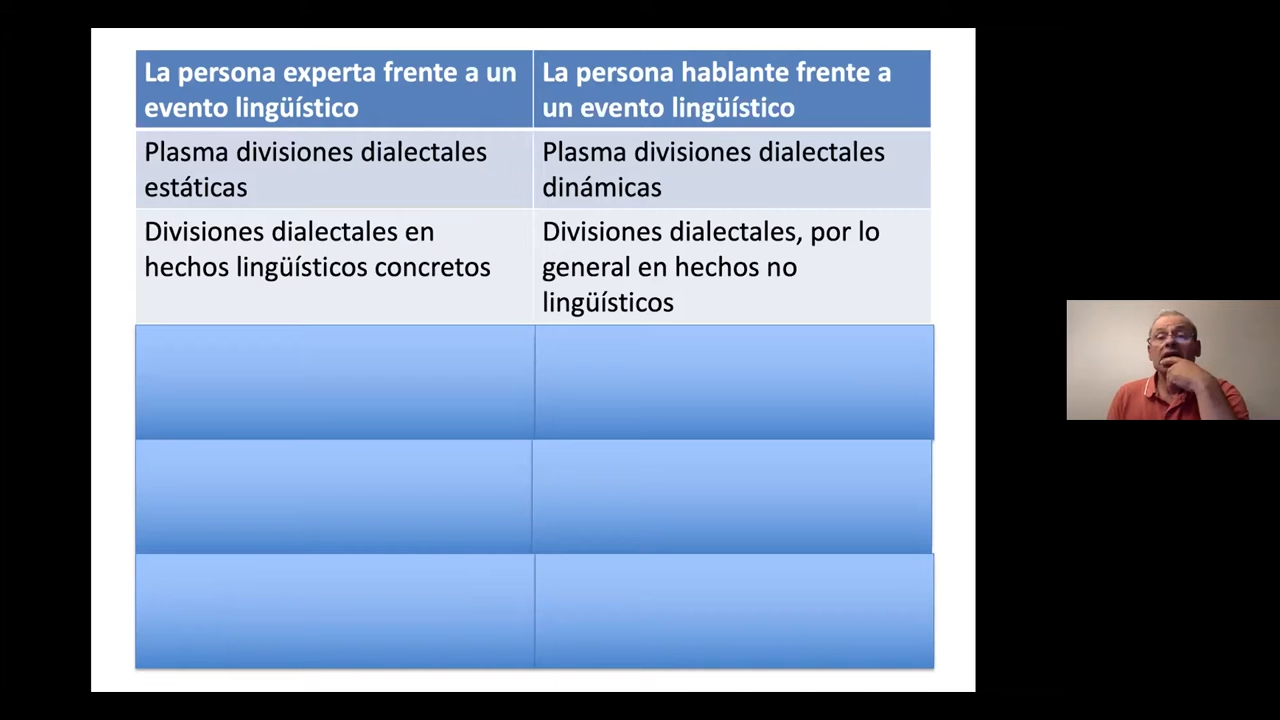 La persona experta frente a un
evento lingüístico
La persona hablante frente a
un evento lingüístico
Plasma divisiones dialectales
estáticas
Plasma divisiones dialectales
dinámicas
Divisiones dialectales en
hechos lingüísticos concretos
Divisiones dialectales, por lo
general en hechos no
lingüísticos